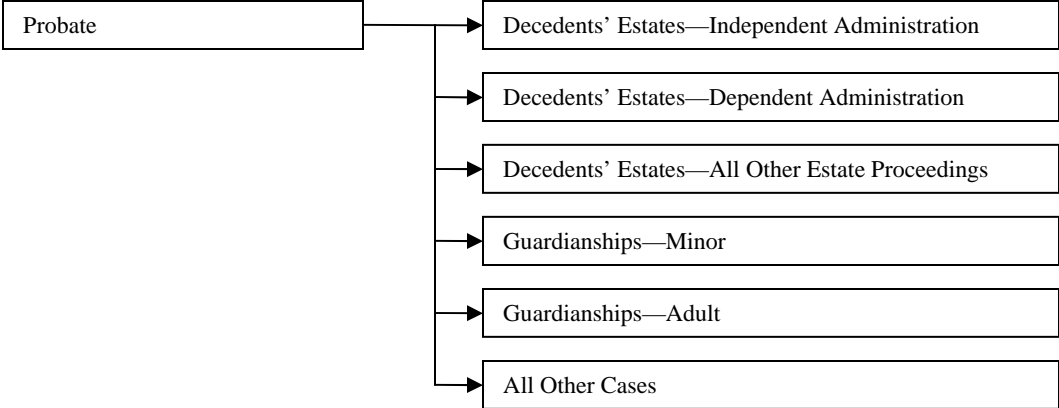 Probate
Decedents’ Estates—Independent Administration
Decedents’ Estates—Dependent Administration
Decedents’ Estates—All Other Estate Proceedings
Guardianships—Minor
Guardianships—Adult
All Other Cases